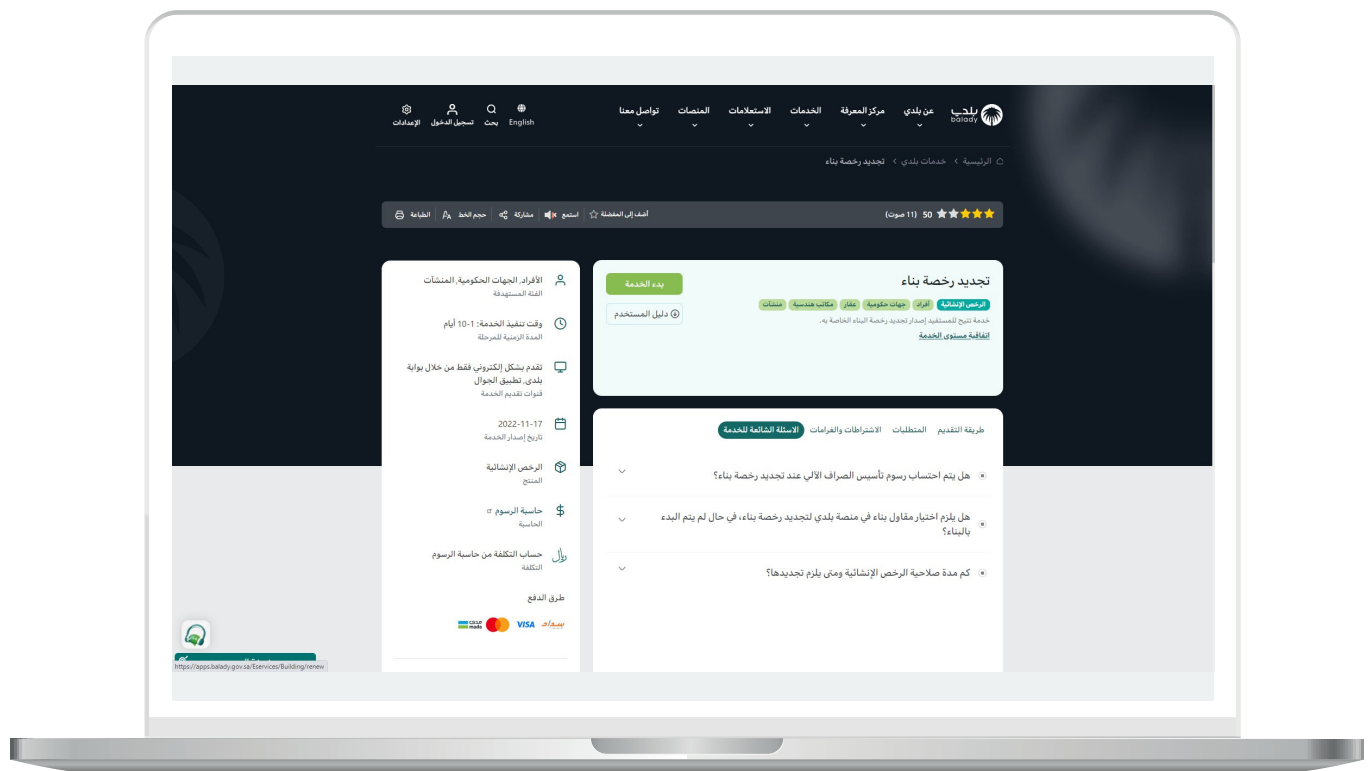 بلدي
balady
عن بلدي
مركز المعرفة
الخدمات
الاستعلامات
المنصات
تواصل معنا
English
بحث
تسجيل الدخول
الإعدادات
الرئيسية > خدمات بلدي > تجديد رخصة بناء
50 (11 صوت)
أضف إلى المفضلة
استمع
مشاركة
حجم الخط
الطباعة
تجديد رخصة بناء
الرخص الإنشائية
أفراد
جهات حكومية
عقار
مكاتب هندسية
منشآت
خدمة تتيح للمستفيد إصدار تجديد رخصة البناء الخاصة به.
اتفاقية مستوى الخدمة
بدء الخدمة
دليل المستخدم
طريقة التقديم
المتطلبات
الاشتراطات والغرامات
الاسئلة الشائعة للخدمة
هل يتم احتساب رسوم تأسيس الصراف الآلي عند تجديد رخصة بناء؟
هل يلزم اختيار مقاول بناء في منصة بلدي لتجديد رخصة بناء، في حال لم يتم البدء
بالبناء؟
كم مدة صلاحية الرخص الإنشائية ومتى يلزم تجديدها؟
الأفراد, الجهات الحكومية, المنشآت
الفئة المستهدفة
وقت تنفيذ الخدمة: 1-10 أيام
المدة الزمنية للمرحلة
تقدم بشكل إلكتروني فقط من خلال بوابة
بلدي, تطبيق الجوال
قنوات تقديم الخدمة
2022-11-17
تاريخ إصدار الخدمة
الرخص الإنشائية
المنتج
حاسبة الرسوم
الحاسبة
حساب التكلفة من حاسبة الرسوم
التكلفة
طرق الدفع
سداد
VISA
مدى
mada
https://apps.balady.gov.sa/Eservices/Building/renew